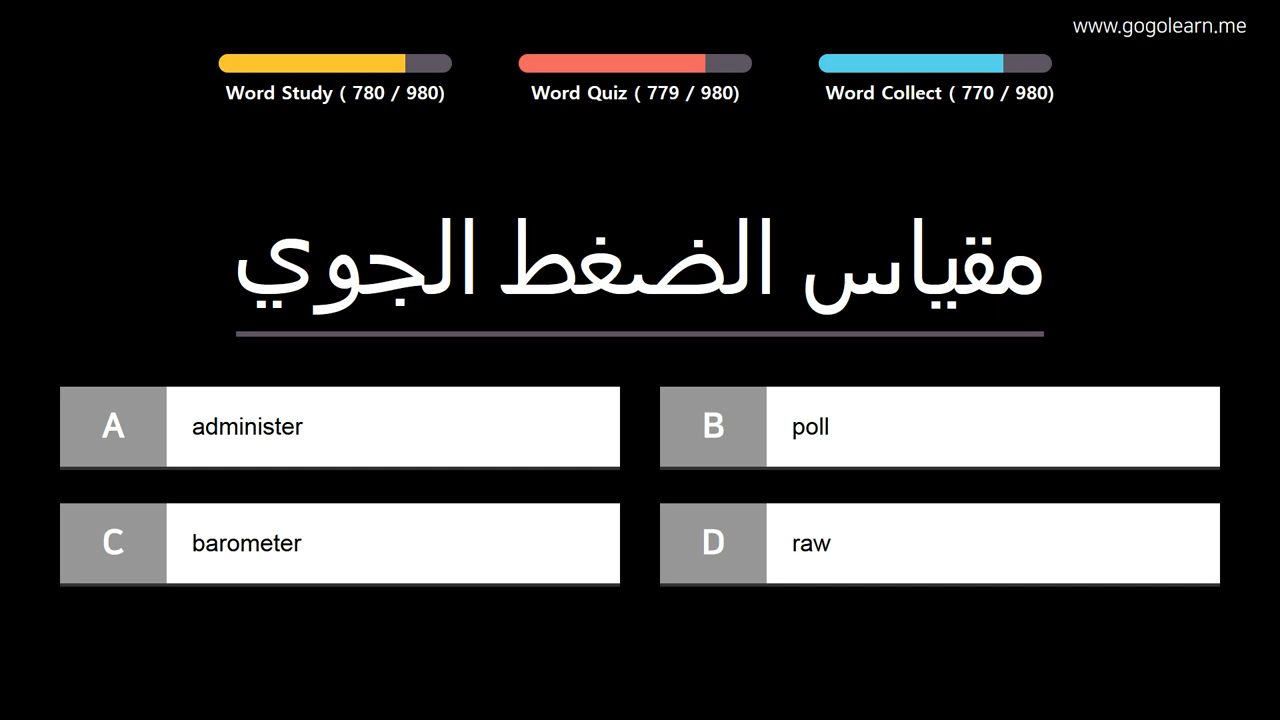 www.gogolearn.me
Word Study ( 780 / 980)
Word Quiz ( 779 / 980)
Word Collect ( 770 / 980)
مقياس الضغط الجوي
A administer
B poll
C barometer
D raw